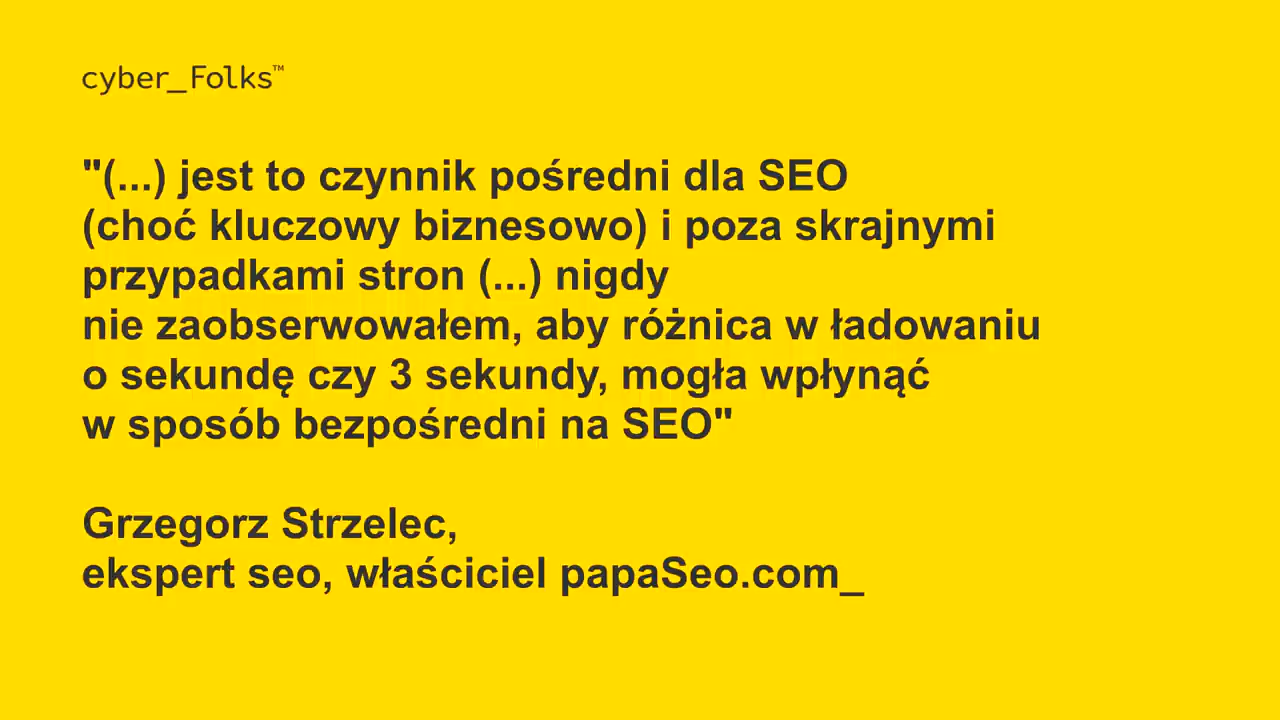 cyber_Folks™
"(...) jest to czynnik pośredni dla SEO
(choć kluczowy biznesowo) i poza skrajnymi
przypadkami stron (...) nigdy
nie zaobserwowałem, aby różnica w ładowaniu
o sekundę czy 3 sekundy, mogła wpłynąć
w sposób bezpośredni na SEO"
Grzegorz Strzelec,
ekspert seo, właściciel papaSeo.com_